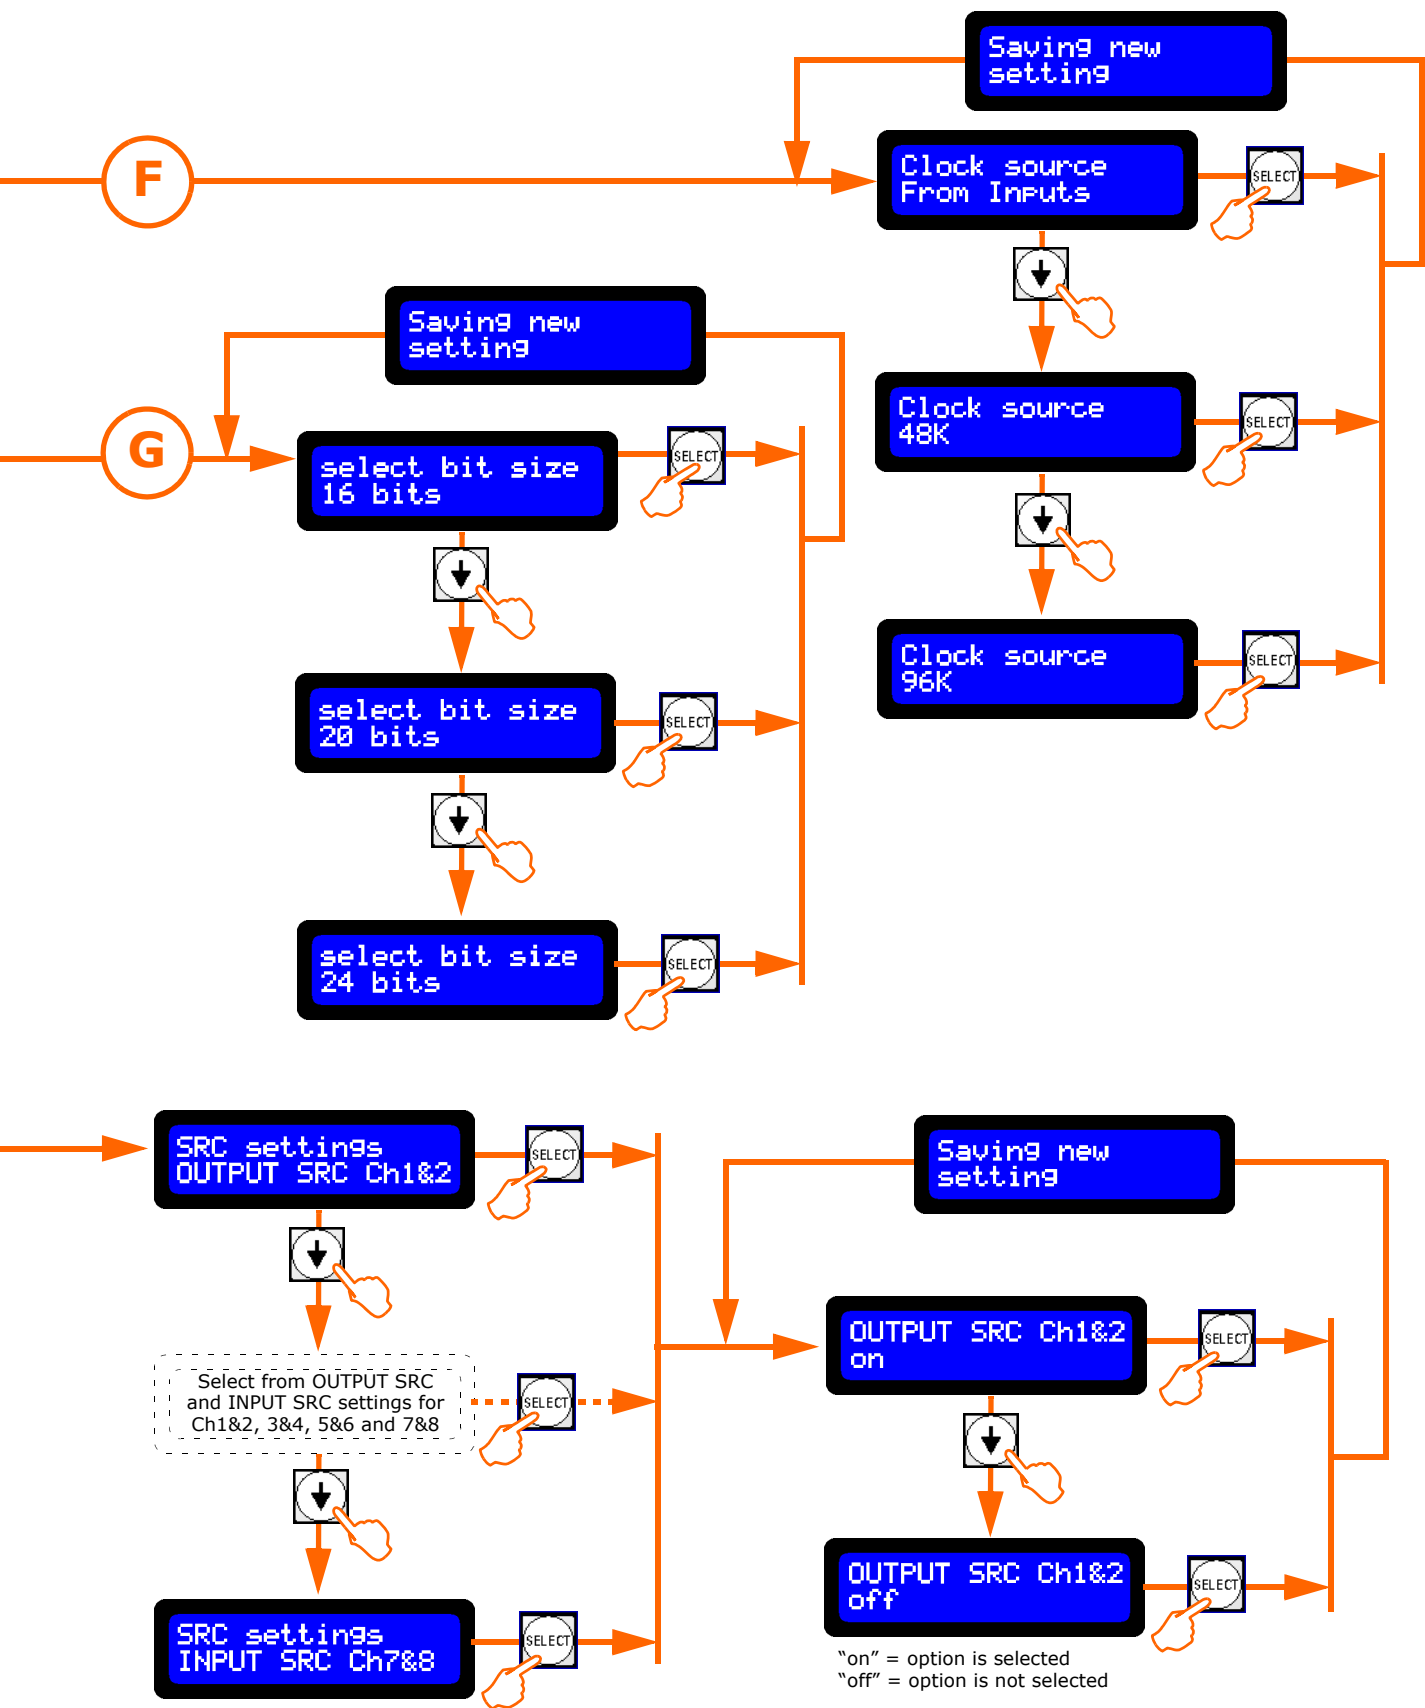 Saving new
setting
F
Clock source
From Inputs
SELECT
Saving new
setting
Clock source
48K
SELECT
G
select bit size
16 bits
SELECT
Clock source
96K
SELECT
select bit size
20 bits
SELECT
select bit size
24 bits
SELECT
SRC settings
OUTPUT SRC Ch1&2
SELECT
Saving new
setting
OUTPUT SRC Ch1&2
on
SELECT
Select from OUTPUT SRC
and INPUT SRC settings for
Ch1&2, 3&4, 5&6 and 7&8
SELECT
OUTPUT SRC Ch1&2
off
SELECT
SRC settings
INPUT SRC Ch7&8
SELECT
“on” = option is selected
“off” = option is not selected